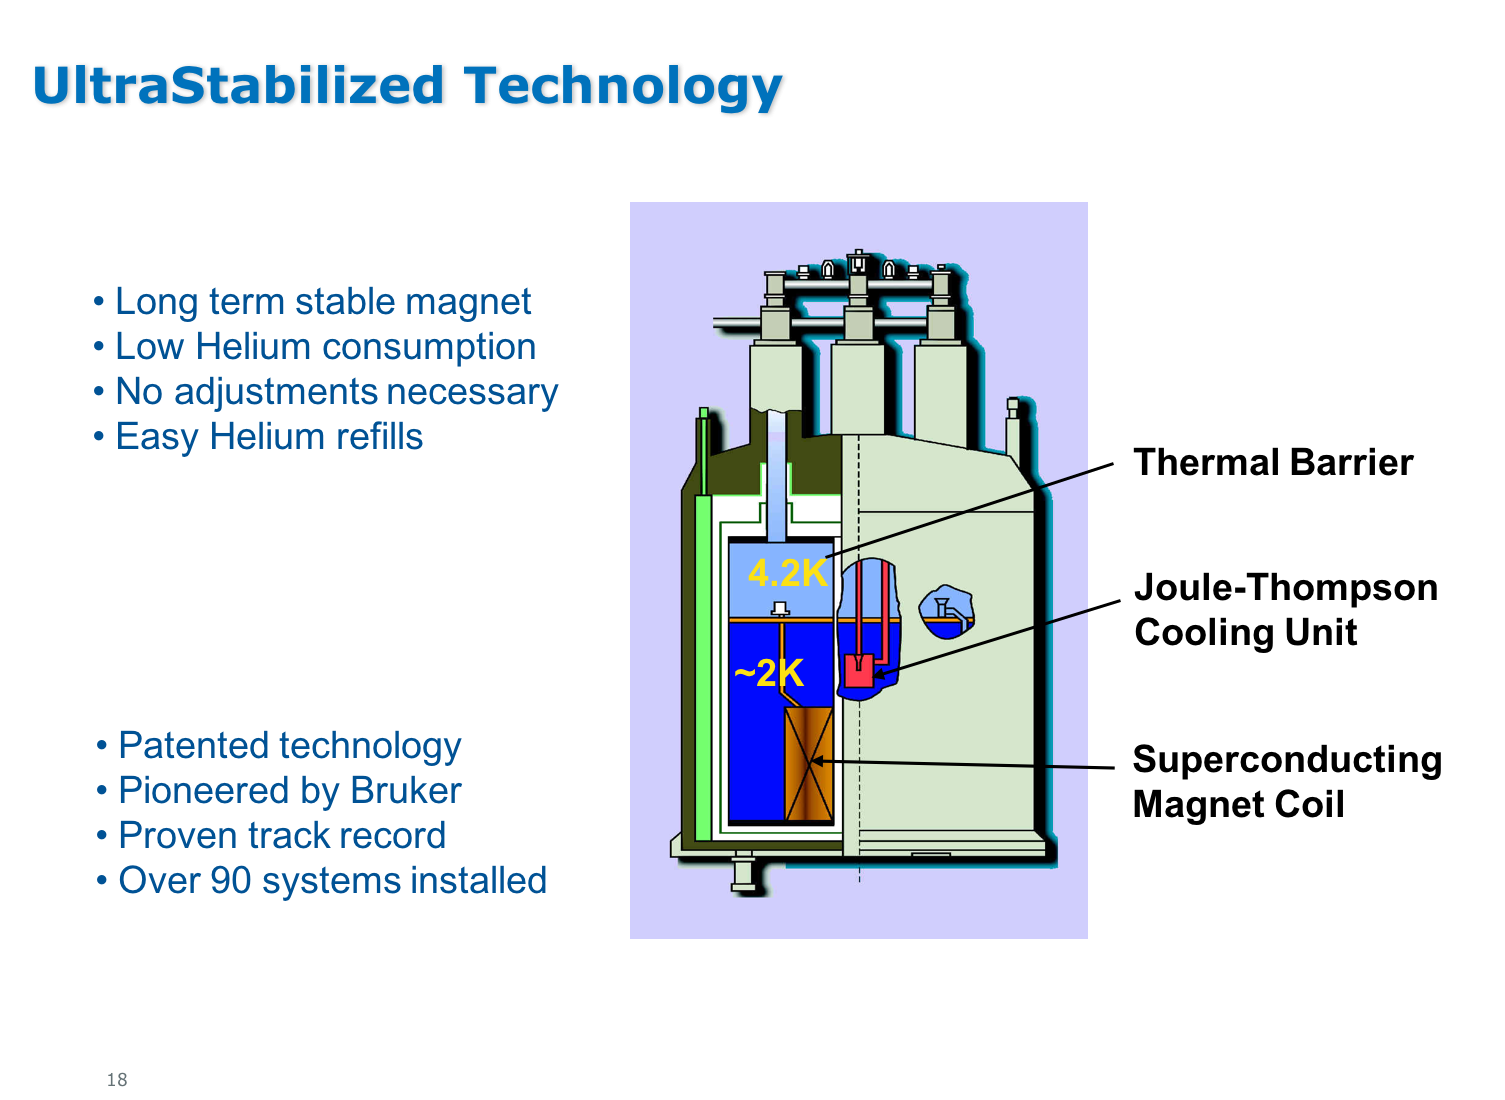 UltraStabilized Technology
• Long term stable magnet
• Low Helium consumption
• No adjustments necessary
• Easy Helium refills
Thermal Barrier
4.2K
Joule-Thompson
Cooling Unit
~2K
• Patented technology
• Pioneered by Bruker
• Proven track record
• Over 90 systems installed
Superconducting
Magnet Coil
18